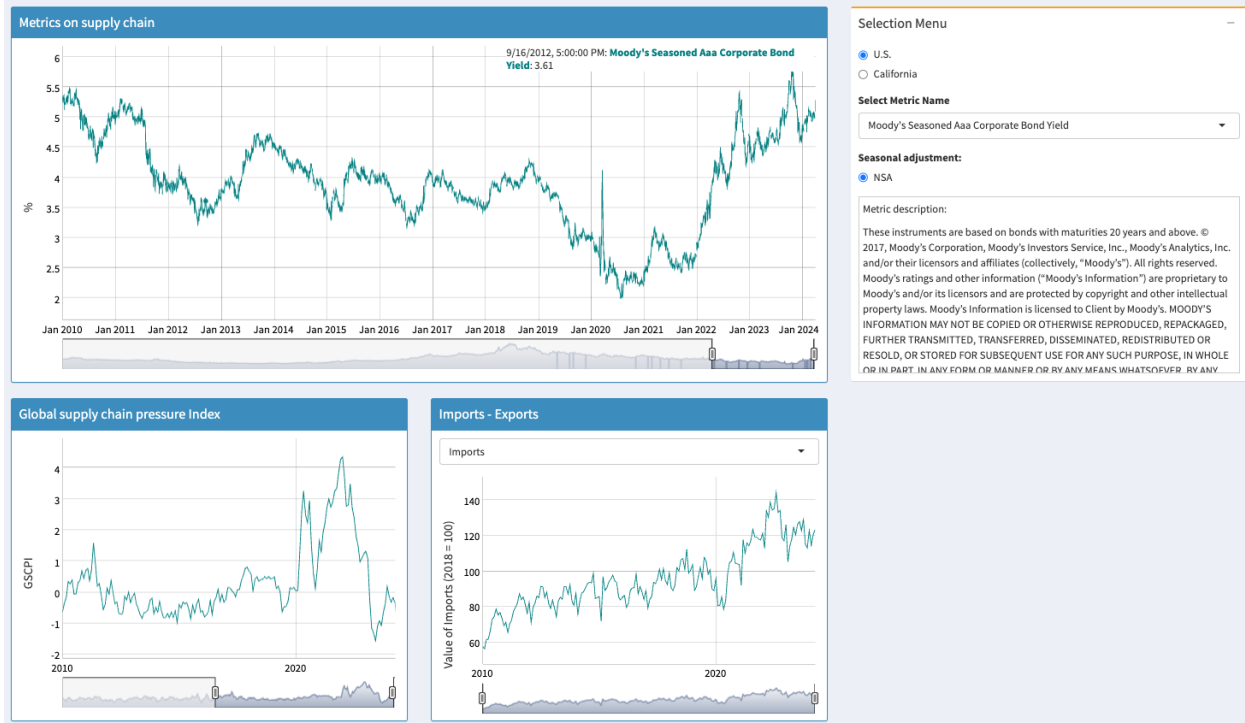 Metrics on supply chain
9/16/2012, 5:00:00 PM: Moody's Seasoned Aaa Corporate Bond
Yield: 3.61
6
5.5
5
4.5
4
3.5
3
2.5
2
%
Jan 2010 Jan 2011 Jan 2012 Jan 2013 Jan 2014 Jan 2015 Jan 2016 Jan 2017 Jan 2018 Jan 2019 Jan 2020 Jan 2021 Jan 2022 Jan 2023 Jan 2024
Selection Menu
U.S.
California
Select Metric Name
Moody's Seasoned Aaa Corporate Bond Yield
Seasonal adjustment:
NSA
Metric description:
These instruments are based on bonds with maturities 20 years and above. ©
2017, Moody's Corporation, Moody's Investors Service, Inc., Moody's Analytics, Inc.
and/or their licensors and affiliates (collectively, “Moody's”). All rights reserved.
Moody's ratings and other information (“Moody's Information”) are proprietary to
Moody's and/or its licensors and are protected by copyright and other intellectual
property laws. Moody's Information is licensed to Client by Moody's. MOODY'S
INFORMATION MAY NOT BE COPIED OR OTHERWISE REPRODUCED, REPACKAGED,
FURTHER TRANSMITTED, TRANSFERRED, DISSEMINATED, REDISTRIBUTED OR
RESOLD, OR STORED FOR SUBSEQUENT USE FOR ANY SUCH PURPOSE, IN WHOLE
OR IN PART, IN ANY FORM OR MANNER OR BY ANY MEANS WHATSOEVER, BY ANY
Global supply chain pressure Index
4
3
2
1
0
-1
-2
GSCPI
2010 2020
Imports - Exports
Imports
140
120
100
80
60
Value of Imports (2018 = 100)
2010 2020